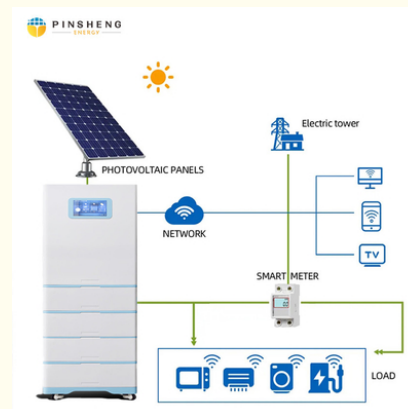 PINSHENG
ENERGY
Electric tower
PHOTOVOLTAIC PANELS
NETWORK
TV
SMART METER
LOAD